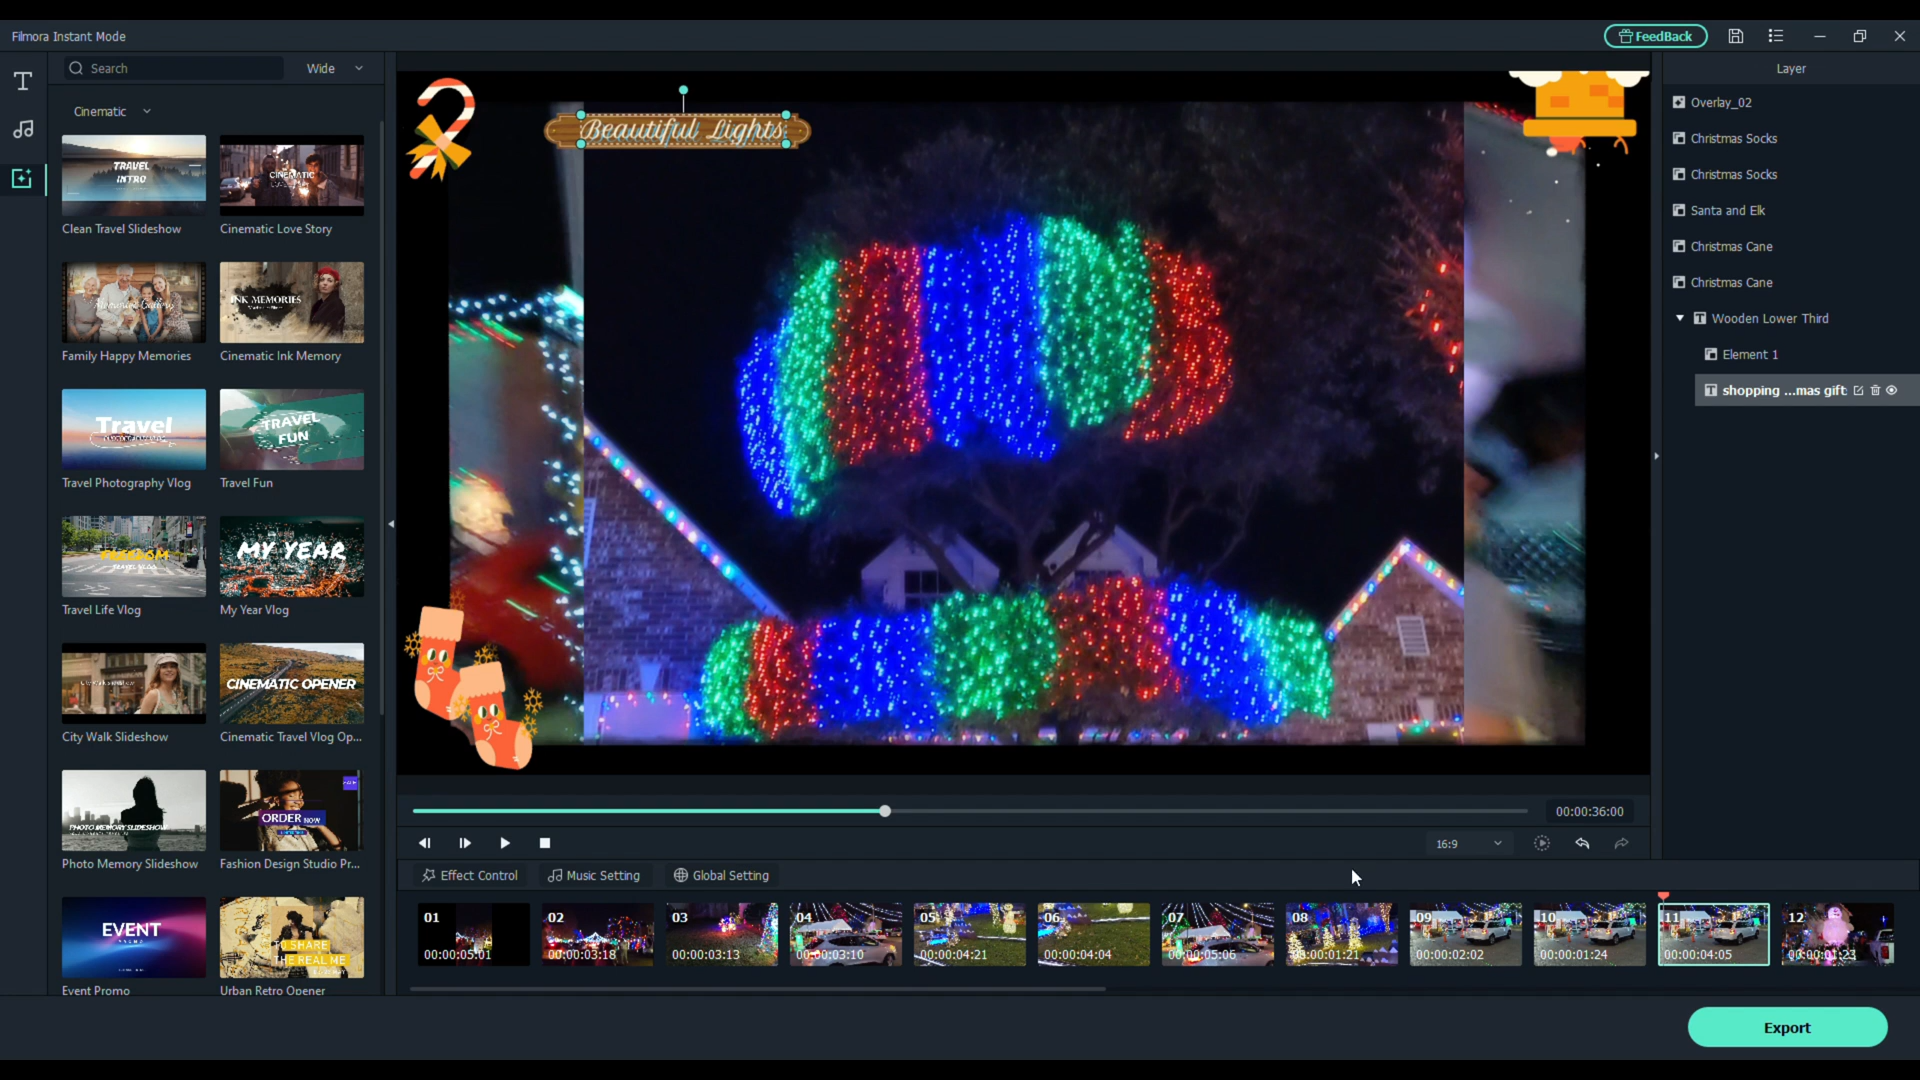 Filmora Instant Mode
FeedBack
Search
Wide
Cinematic
TRAVEL
INTRO
Clean Travel Slideshow
CINEMATIC
Cinematic Love Story
Family Happy Memories
INK MEMORIES
Cinematic Ink Memory
Travel
Travel Photography Vlog
TRAVEL
FUN
Travel Fun
FREEDOM
TRAVEL VLOG
Travel Life Vlog
MY YEAR
My Year Vlog
City Walk Slideshow
CINEMATIC OPENER
Cinematic Travel Vlog Op...
PHOTO MEMORY SLIDESHOW
Photo Memory Slideshow
ORDER NOW
Fashion Design Studio Pr...
EVENT
PROMO
Event Promo
TO SHARE
THE REAL ME
Urban Retro Opener
Beautiful Lights
00:00:36:00
16:9
Effect Control
Music Setting
Global Setting
01
00:00:05:01
02
00:00:03:18
03
00:00:03:13
04
00:00:03:10
05
00:00:04:21
06
00:00:04:04
07
00:00:05:06
08
00:00:01:21
09
00:00:02:02
10
00:00:01:24
11
00:00:04:05
12
00:00:01:23
Layer
Overlay_02
Christmas Socks
Christmas Socks
Santa and Elk
Christmas Cane
Christmas Cane
Wooden Lower Third
Element 1
shopping ...mas gift
Export